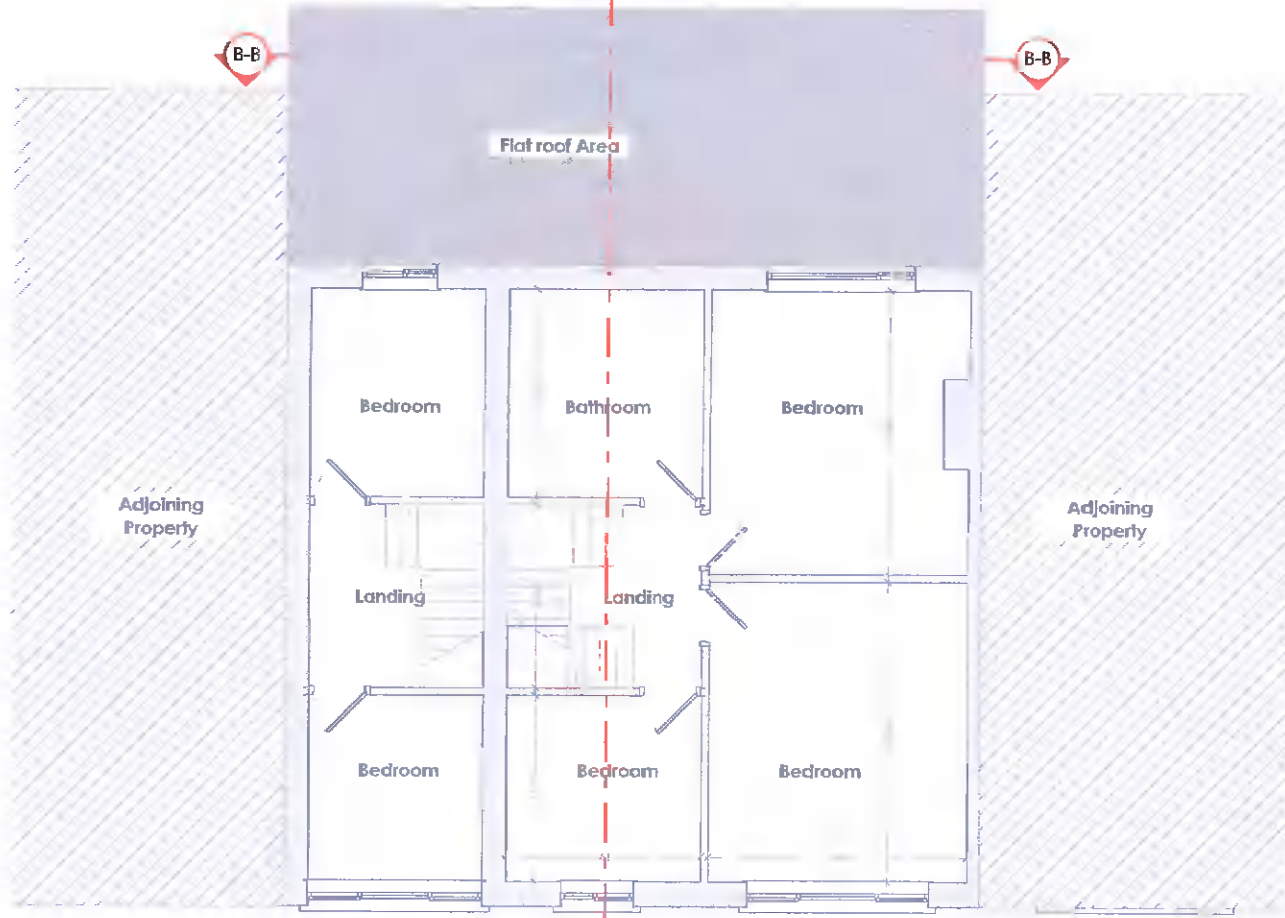 B-B
B-B
Flat roof Area
Bedroom
Bathroom
Bedroom
Adjoining
Property
Adjoining
Property
Landing
Landing
Bedroom
Bedroom
Bedroom